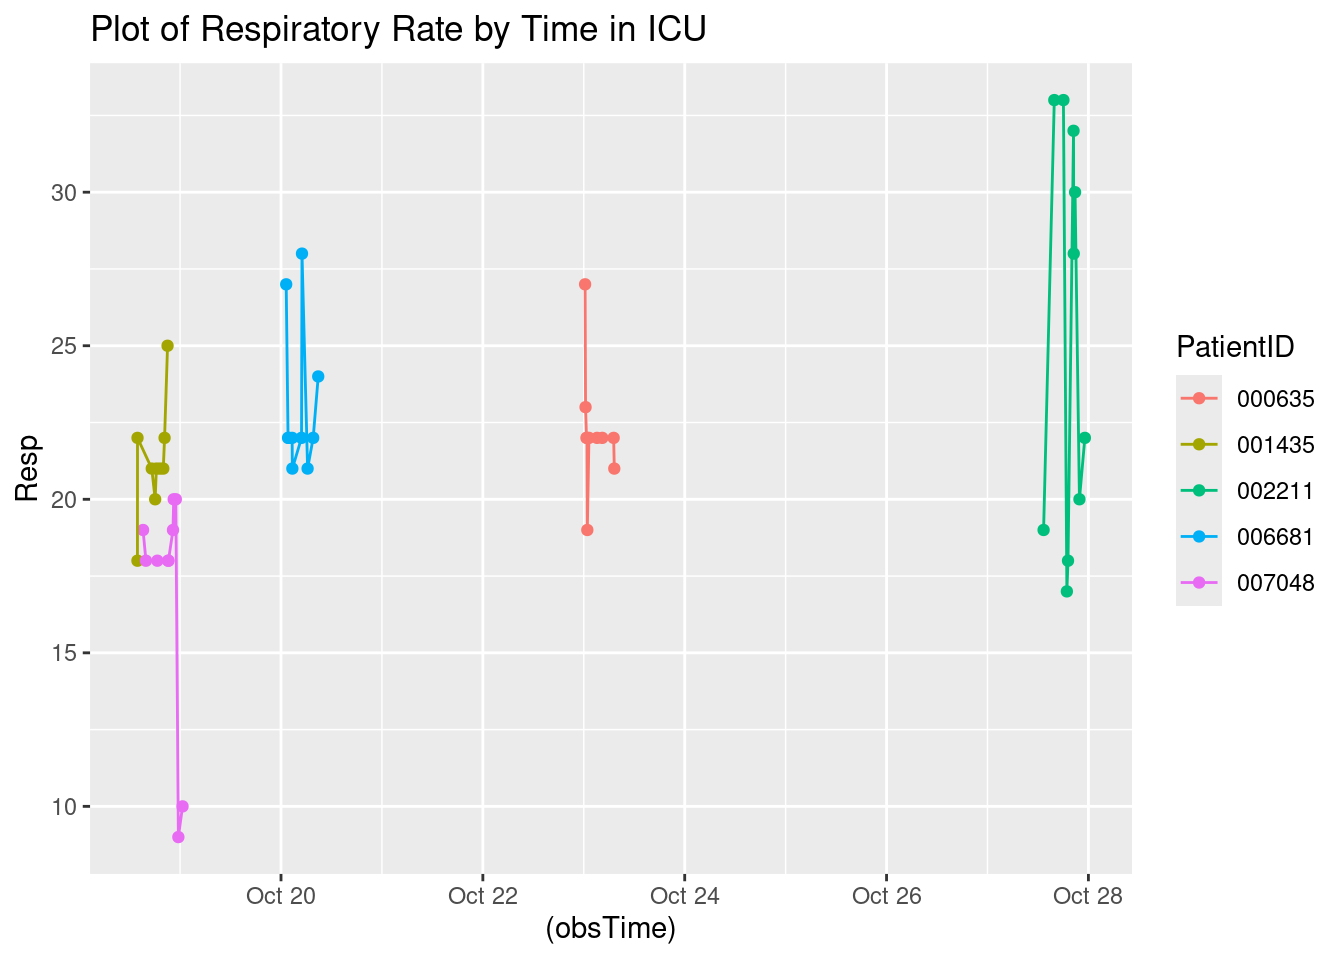 Plot of Respiratory Rate by Time in ICU
Resp
30
25
20
15
10
Oct 20 Oct 22 Oct 24 Oct 26 Oct 28
(obsTime)
PatientID
000635
001435
002211
006681
007048